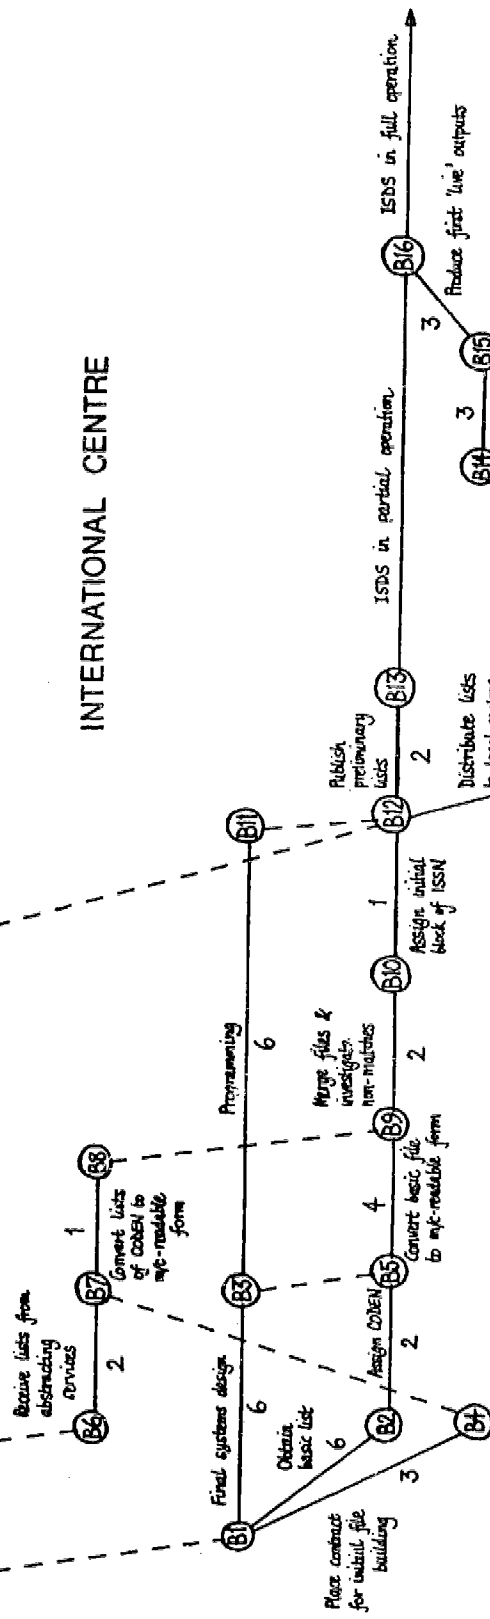 INTERNATIONAL CENTRE
Receive lists from
abstracting
services
B6
2
B7
Convert lists
of CODEN to
m/c-readable
form
1
B8
B1
Final systems design
6
B3
Programming
6
B11
Obtain
basic list
6
B2
Assign CODEN
2
B5
Convert basic file
to m/c-readable form
4
B9
Merge files &
investigate
non-matches
2
B10
Assign initial
block of ISSN
1
B12
Publish
preliminary
lists
2
B13
ISDS in partial operation
B16
ISDS in full operation
Place contract
for initial file
building
3
B4
Distribute lists
B14
3
B15
3
Produce first 'live' outputs